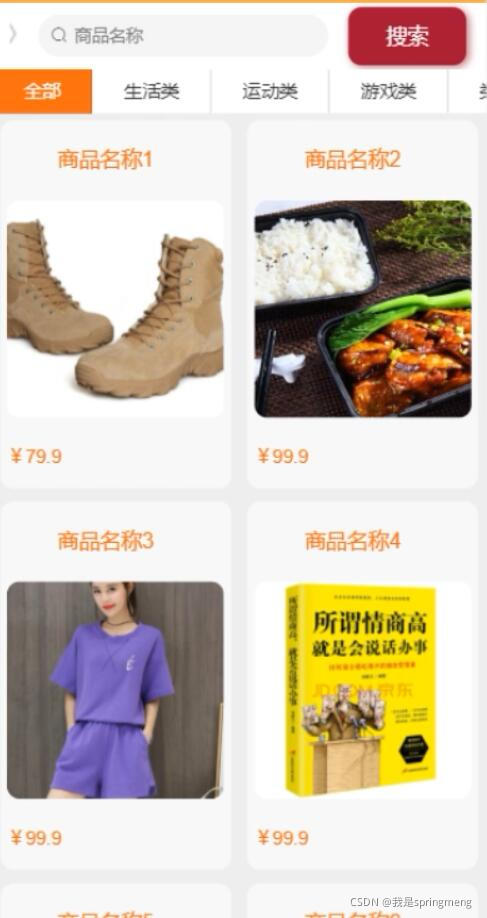 商品名称
搜索
全部
生活类
运动类
游戏类
商品名称1
商品名称2
￥79.9
￥99.9
商品名称3
商品名称4
所谓情商高
就是会说话办事
JD.COM 京东
￥99.9
￥99.9
CSDN @我是springmeng